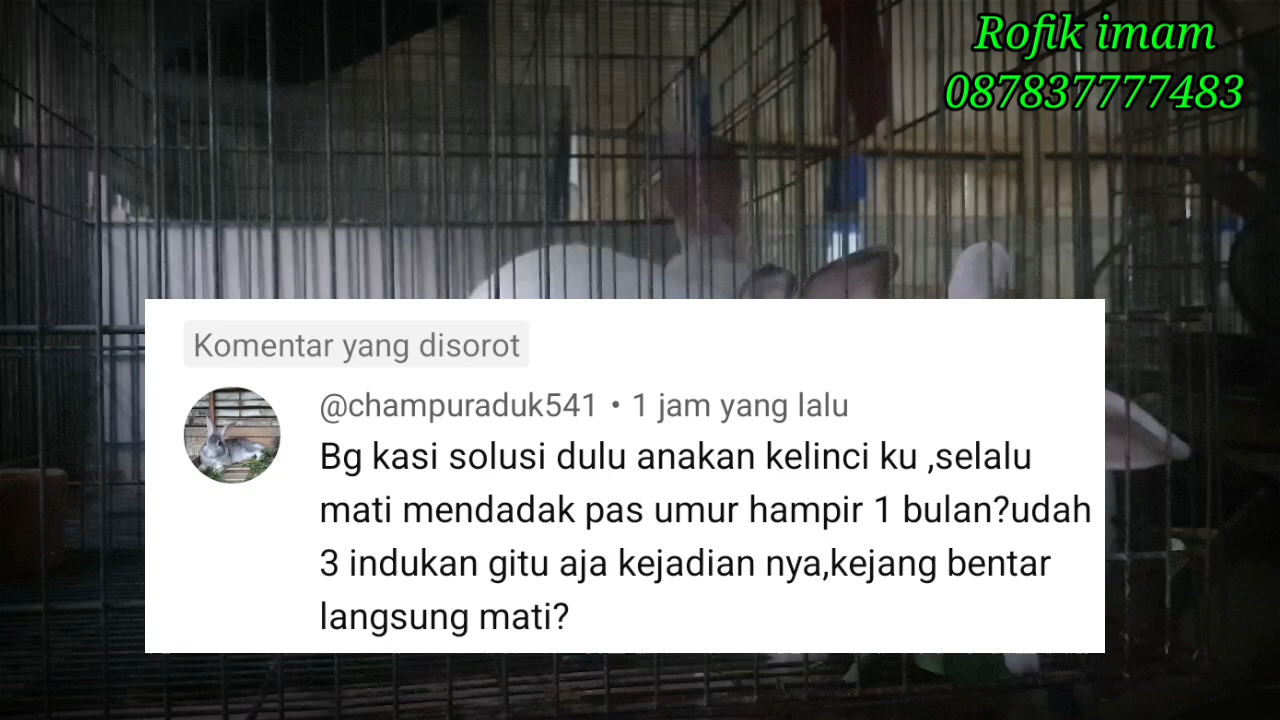 Rofik imam
087837777483
Komentar yang disorot
@champuraduk541 • 1 jam yang lalu
Bg kasi solusi dulu anakan kelinci ku ,selalu
mati mendadak pas umur hampir 1 bulan?udah
3 indukan gitu aja kejadian nya,kejang bentar
langsung mati?